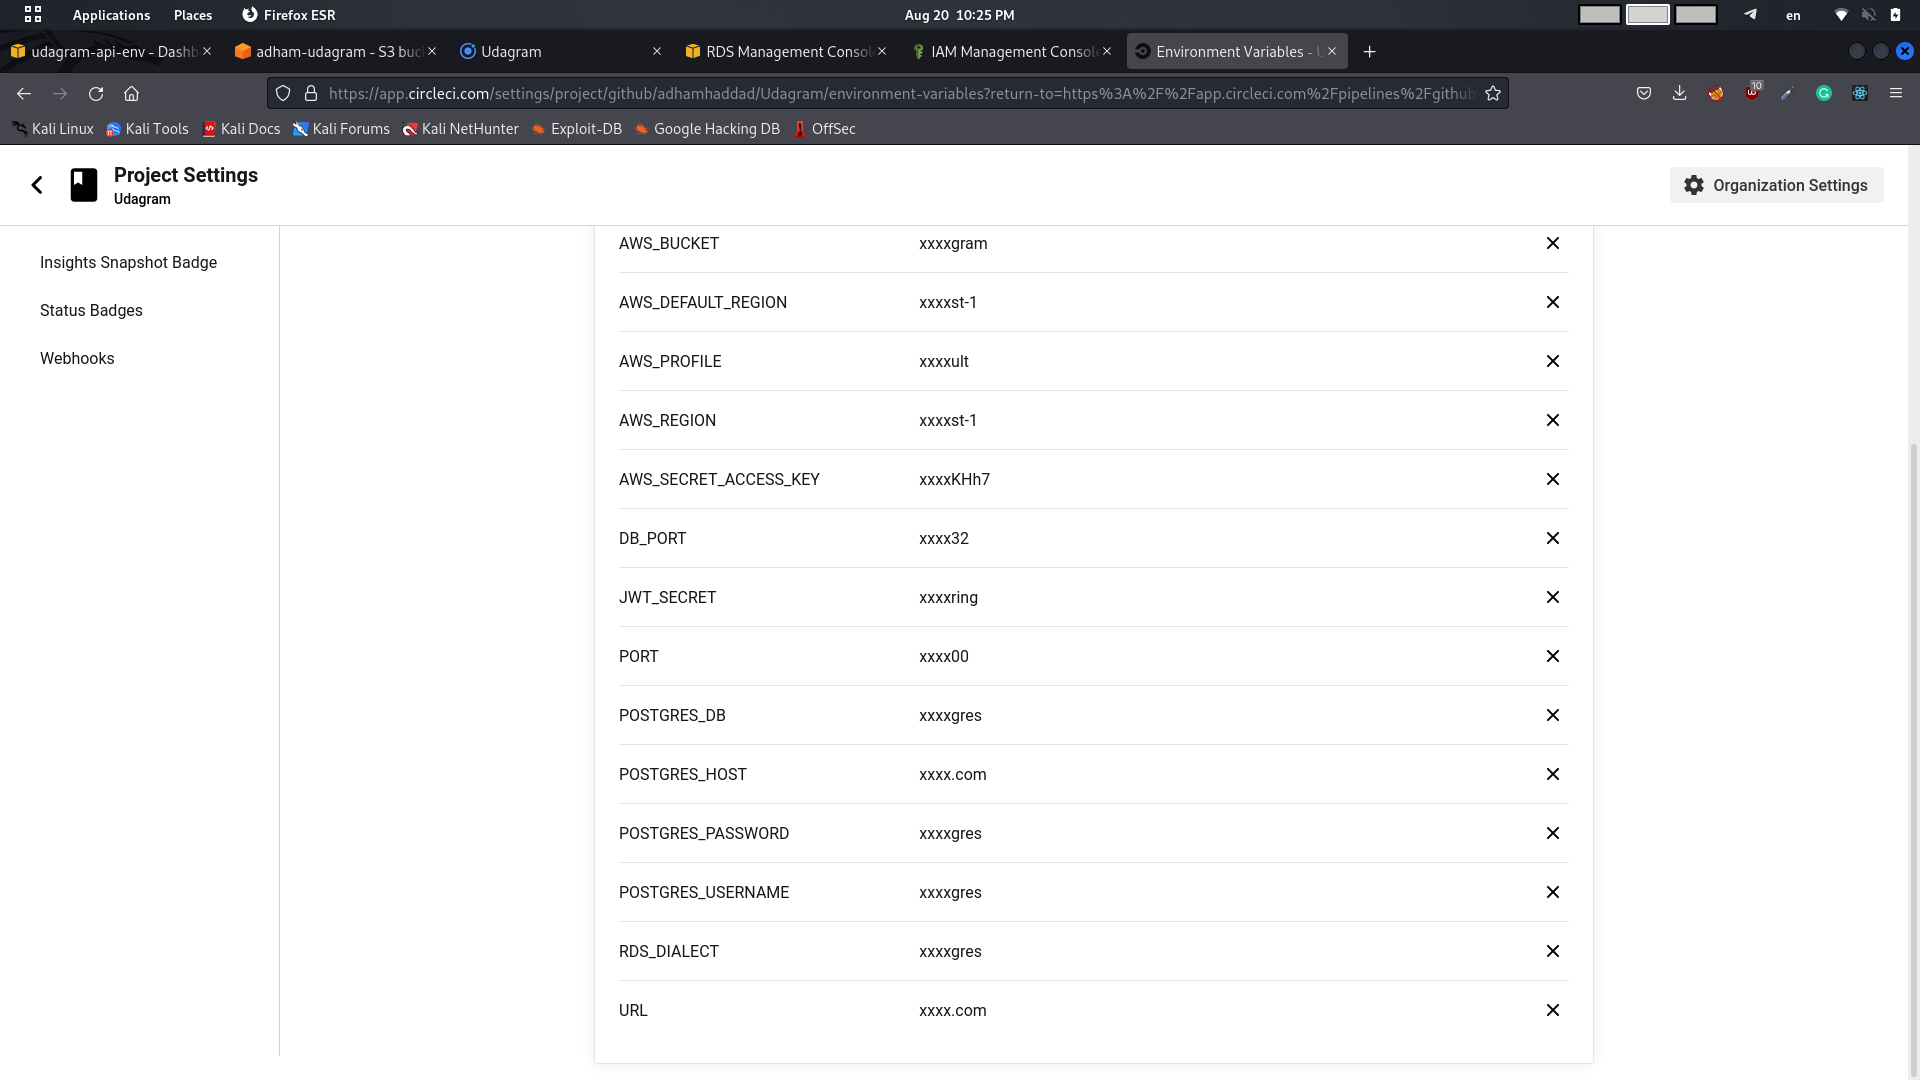 Applications Places Firefox ESR Aug 20 10:25 PM en
udagram-api-env - Dashb adham-udagram - S3 buc Udagram RDS Management Consol IAM Management Console Environment Variables - U
https://app.circleci.com/settings/project/github/adhamhaddad/Udagram/environment-variables?return-to=https%3A%2F%2Fapp.circleci.com%2Fpipelines%2Fgithub 10
Kali Linux Kali Tools Kali Docs Kali Forums Kali NetHunter Exploit-DB Google Hacking DB OffSec
Project Settings
Udagram
Organization Settings
Insights Snapshot Badge
Status Badges
Webhooks
AWS_BUCKET xxxxgram
AWS_DEFAULT_REGION xxxxst-1
AWS_PROFILE xxxxult
AWS_REGION xxxxst-1
AWS_SECRET_ACCESS_KEY xxxxKHh7
DB_PORT xxxx32
JWT_SECRET xxxxring
PORT xxxx00
POSTGRES_DB xxxxgres
POSTGRES_HOST xxxx.com
POSTGRES_PASSWORD xxxxgres
POSTGRES_USERNAME xxxxgres
RDS_DIALECT xxxxgres
URL xxxx.com